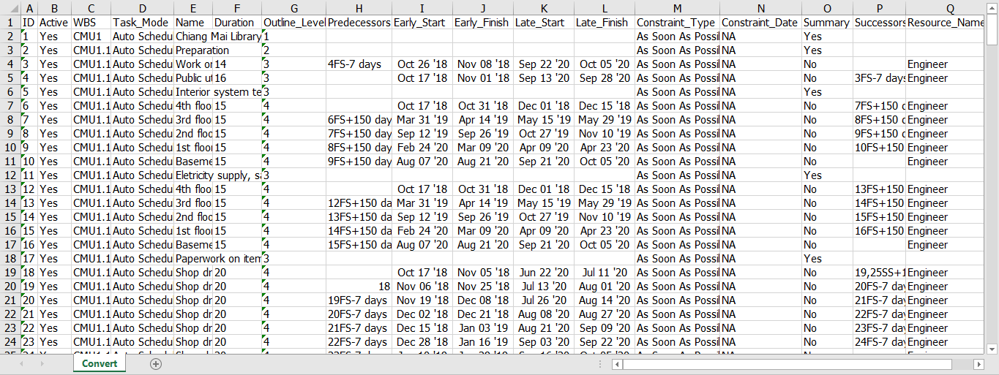 A B C D E F G H I J K L M N O P Q
1 ID Active WBS Task_Mode Name Duration Outline_Level Predecessors Early_Start Early_Finish Late_Start Late_Finish Constraint_Type Constraint_Date Summary Successors Resource_Name
2 1 Yes CMU1 Auto Schedu Chiang Mai Library 1 As Soon As Possi NA Yes
3 2 Yes CMU1.1 Auto Schedu Preparation 2 As Soon As Possi NA Yes
4 3 Yes CMU1.1 Auto Schedu Work on 14 3 4FS-7 days Oct 26 '18 Nov 08 '18 Sep 22 '20 Oct 05 '20 As Soon As Possi NA No Engineer
5 4 Yes CMU1.1 Auto Schedu Public ut 16 3 Oct 17 '18 Nov 01 '18 Sep 13 '20 Sep 28 '20 As Soon As Possi NA No 3FS-7 days Engineer
6 5 Yes CMU1.1 Auto Schedu Interior system te 3 As Soon As Possi NA Yes
7 6 Yes CMU1.1 Auto Schedu 4th floo 15 4 Oct 17 '18 Oct 31 '18 Dec 01 '18 Dec 15 '18 As Soon As Possi NA No 7FS+150 d Engineer
8 7 Yes CMU1.1 Auto Schedu 3rd floo 15 4 6FS+150 day Mar 31 '19 Apr 14 '19 May 15 '19 May 29 '19 As Soon As Possi NA No 8FS+150 d Engineer
9 8 Yes CMU1.1 Auto Schedu 2nd floo 15 4 7FS+150 day Sep 12 '19 Sep 26 '19 Oct 27 '19 Nov 10 '19 As Soon As Possi NA No 9FS+150 d Engineer
10 9 Yes CMU1.1 Auto Schedu 1st floor 15 4 8FS+150 day Feb 24 '20 Mar 09 '20 Apr 09 '20 Apr 23 '20 As Soon As Possi NA No 10FS+150 Engineer
11 10 Yes CMU1.1 Auto Schedu Baseme 15 4 9FS+150 day Aug 07 '20 Aug 21 '20 Sep 21 '20 Oct 05 '20 As Soon As Possi NA No Engineer
12 11 Yes CMU1.1 Auto Schedu Eletricity supply, sa 3 As Soon As Possi NA Yes
13 12 Yes CMU1.1 Auto Schedu 4th floo 15 4 Oct 17 '18 Oct 31 '18 Dec 01 '18 Dec 15 '18 As Soon As Possi NA No 13FS+150 Engineer
14 13 Yes CMU1.1 Auto Schedu 3rd floo 15 4 12FS+150 da Mar 31 '19 Apr 14 '19 May 15 '19 May 29 '19 As Soon As Possi NA No 14FS+150 Engineer
15 14 Yes CMU1.1 Auto Schedu 2nd floo 15 4 13FS+150 da Sep 12 '19 Sep 26 '19 Oct 27 '19 Nov 10 '19 As Soon As Possi NA No 15FS+150 Engineer
16 15 Yes CMU1.1 Auto Schedu 1st floor 15 4 14FS+150 da Feb 24 '20 Mar 09 '20 Apr 09 '20 Apr 23 '20 As Soon As Possi NA No 16FS+150 Engineer
17 16 Yes CMU1.1 Auto Schedu Baseme 15 4 15FS+150 da Aug 07 '20 Aug 21 '20 Sep 21 '20 Oct 05 '20 As Soon As Possi NA No Engineer
18 17 Yes CMU1.1 Auto Schedu Paperwork on item 3 As Soon As Possi NA Yes
19 18 Yes CMU1.1 Auto Schedu Shop dr 20 4 Oct 17 '18 Nov 05 '18 Jun 22 '20 Jul 11 '20 As Soon As Possi NA No 19,25SS+1 Engineer
20 19 Yes CMU1.1 Auto Schedu Shop dr 20 4 18 Nov 06 '18 Nov 25 '18 Jul 13 '20 Aug 01 '20 As Soon As Possi NA No 20FS-7 day Engineer
21 20 Yes CMU1.1 Auto Schedu Shop dr 20 4 19FS-7 days Nov 19 '18 Dec 08 '18 Jul 26 '20 Aug 14 '20 As Soon As Possi NA No 21FS-7 day Engineer
22 21 Yes CMU1.1 Auto Schedu Shop dr 20 4 20FS-7 days Dec 02 '18 Dec 21 '18 Aug 08 '20 Aug 27 '20 As Soon As Possi NA No 22FS-7 day Engineer
23 22 Yes CMU1.1 Auto Schedu Shop dr 20 4 21FS-7 days Dec 15 '18 Jan 03 '19 Aug 21 '20 Sep 09 '20 As Soon As Possi NA No 23FS-7 day Engineer
24 23 Yes CMU1.1 Auto Schedu Shop dr 20 4 22FS-7 days Dec 28 '18 Jan 16 '19 Sep 03 '20 Sep 22 '20 As Soon As Possi NA No 24FS-7 day Engineer
Convert